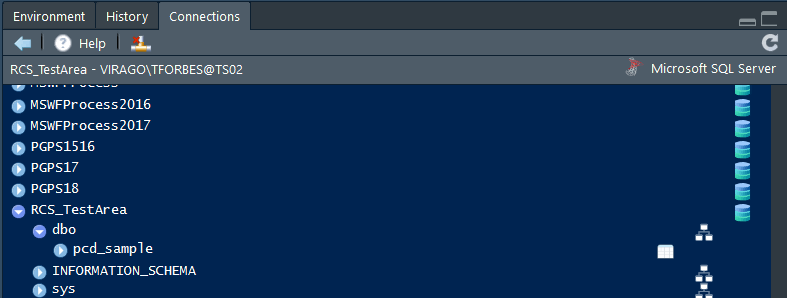 Environment History Connections
Help
RCS_TestArea - VIRAGO\TFORBES@TS02 Microsoft SQL Server
MSWFProcess
MSWFProcess2016
MSWFProcess2017
PGPS1516
PGPS17
PGPS18
RCS_TestArea
dbo
pcd_sample
INFORMATION_SCHEMA
sys